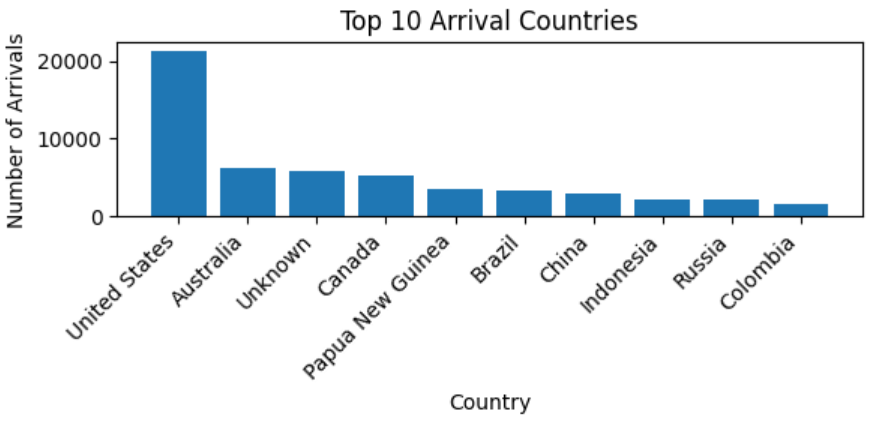 Top 10 Arrival Countries
Number of Arrivals
20000
10000
0
United States
Australia
Unknown
Canada
Papua New Guinea
Brazil
China
Indonesia
Russia
Colombia
Country